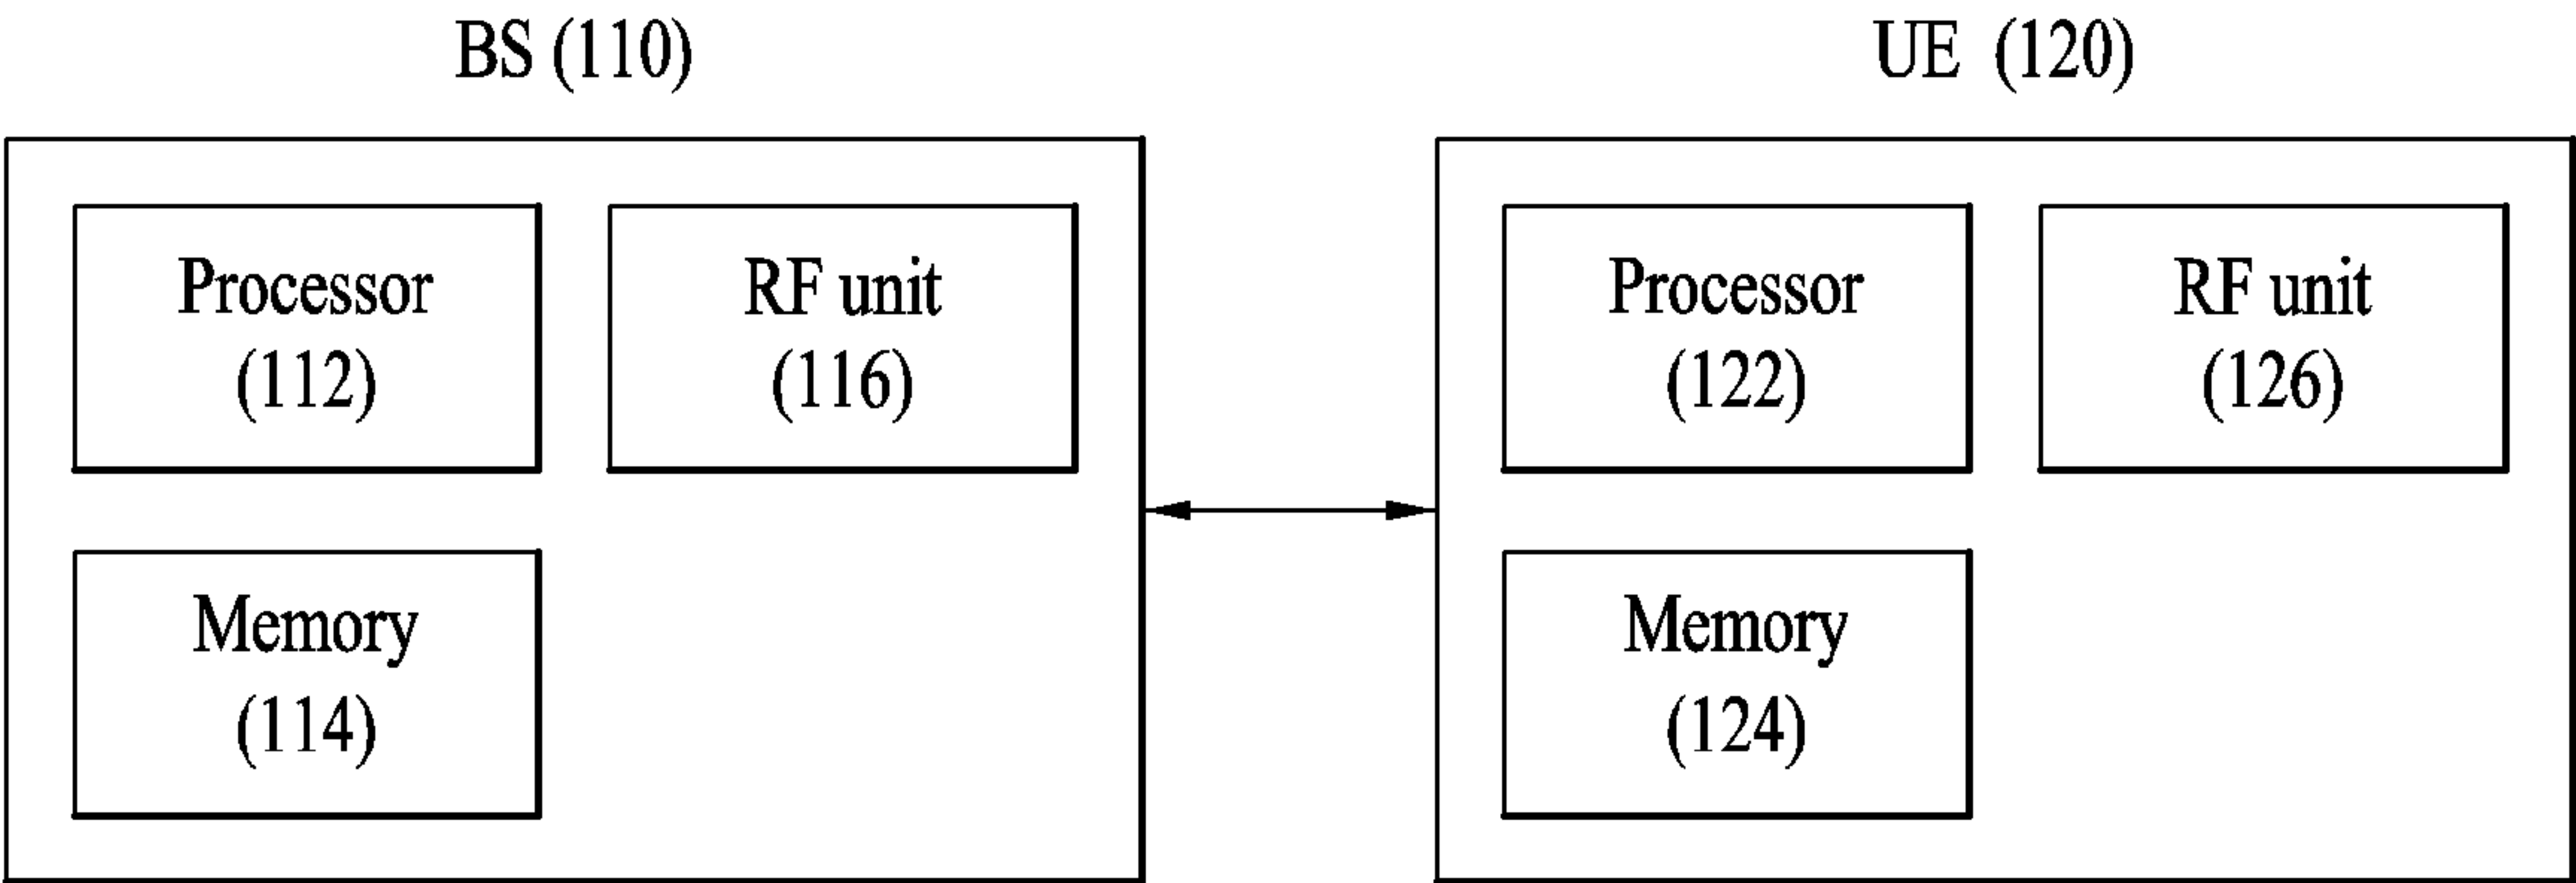 BS (110)
UE (120)
Processor
(112)
RF unit
(116)
Memory
(114)
Processor
(122)
RF unit
(126)
Memory
(124)